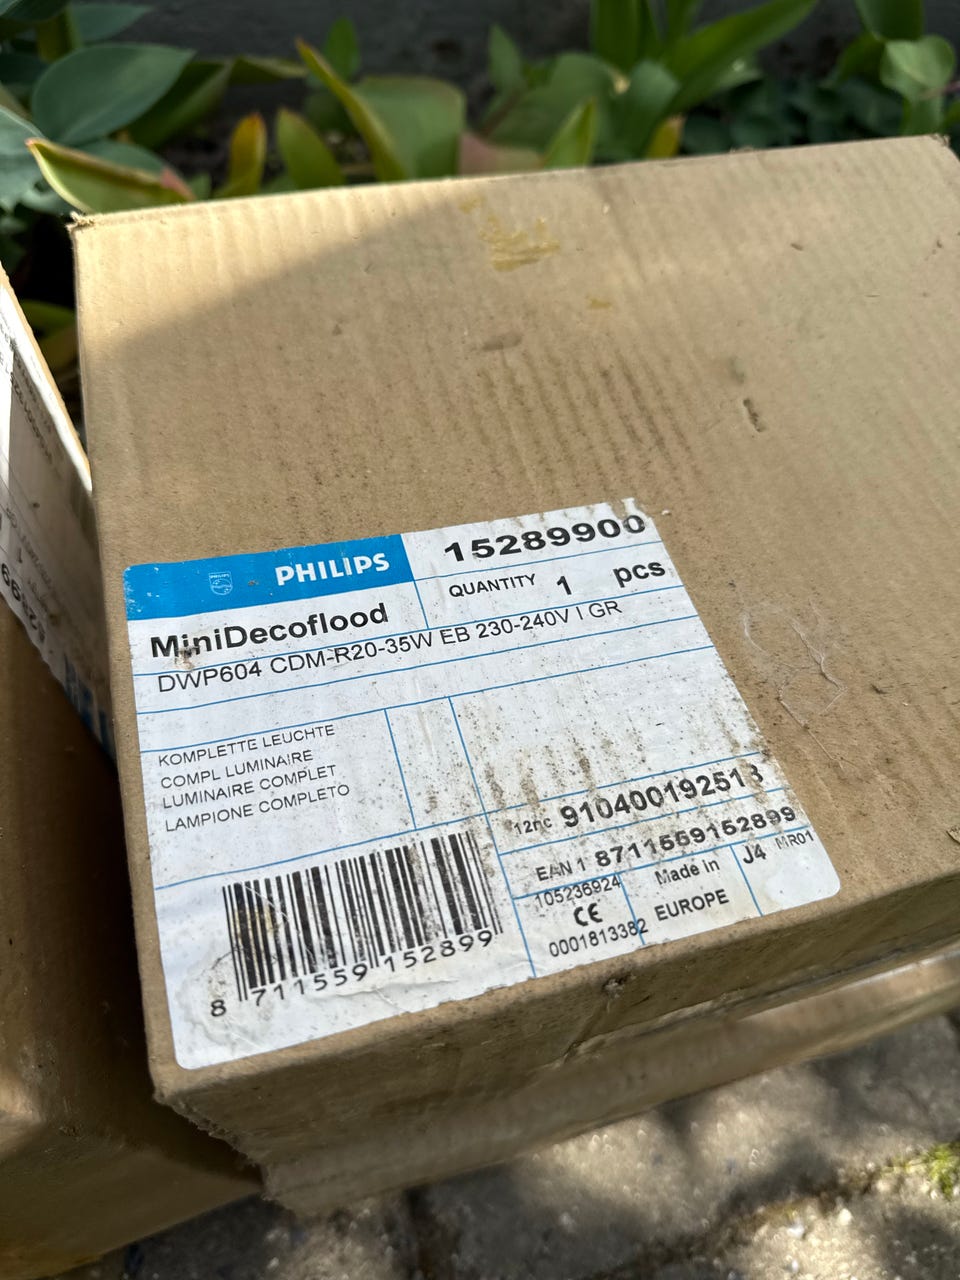 PHILIPS
15289900
QUANTITY 1 pcs
MiniDecoflood
DWP604 CDM-R20-35W EB 230-240V I GR
KOMPLETTE LEUCHTE
COMPL LUMINAIRE
LUMINAIRE COMPLET
LAMPIONE COMPLETO
12nc 910400192513
EAN 1 8711559152899
105236924
CE
0001813382
Made in
EUROPE
J4 MR01
8 711559 152899